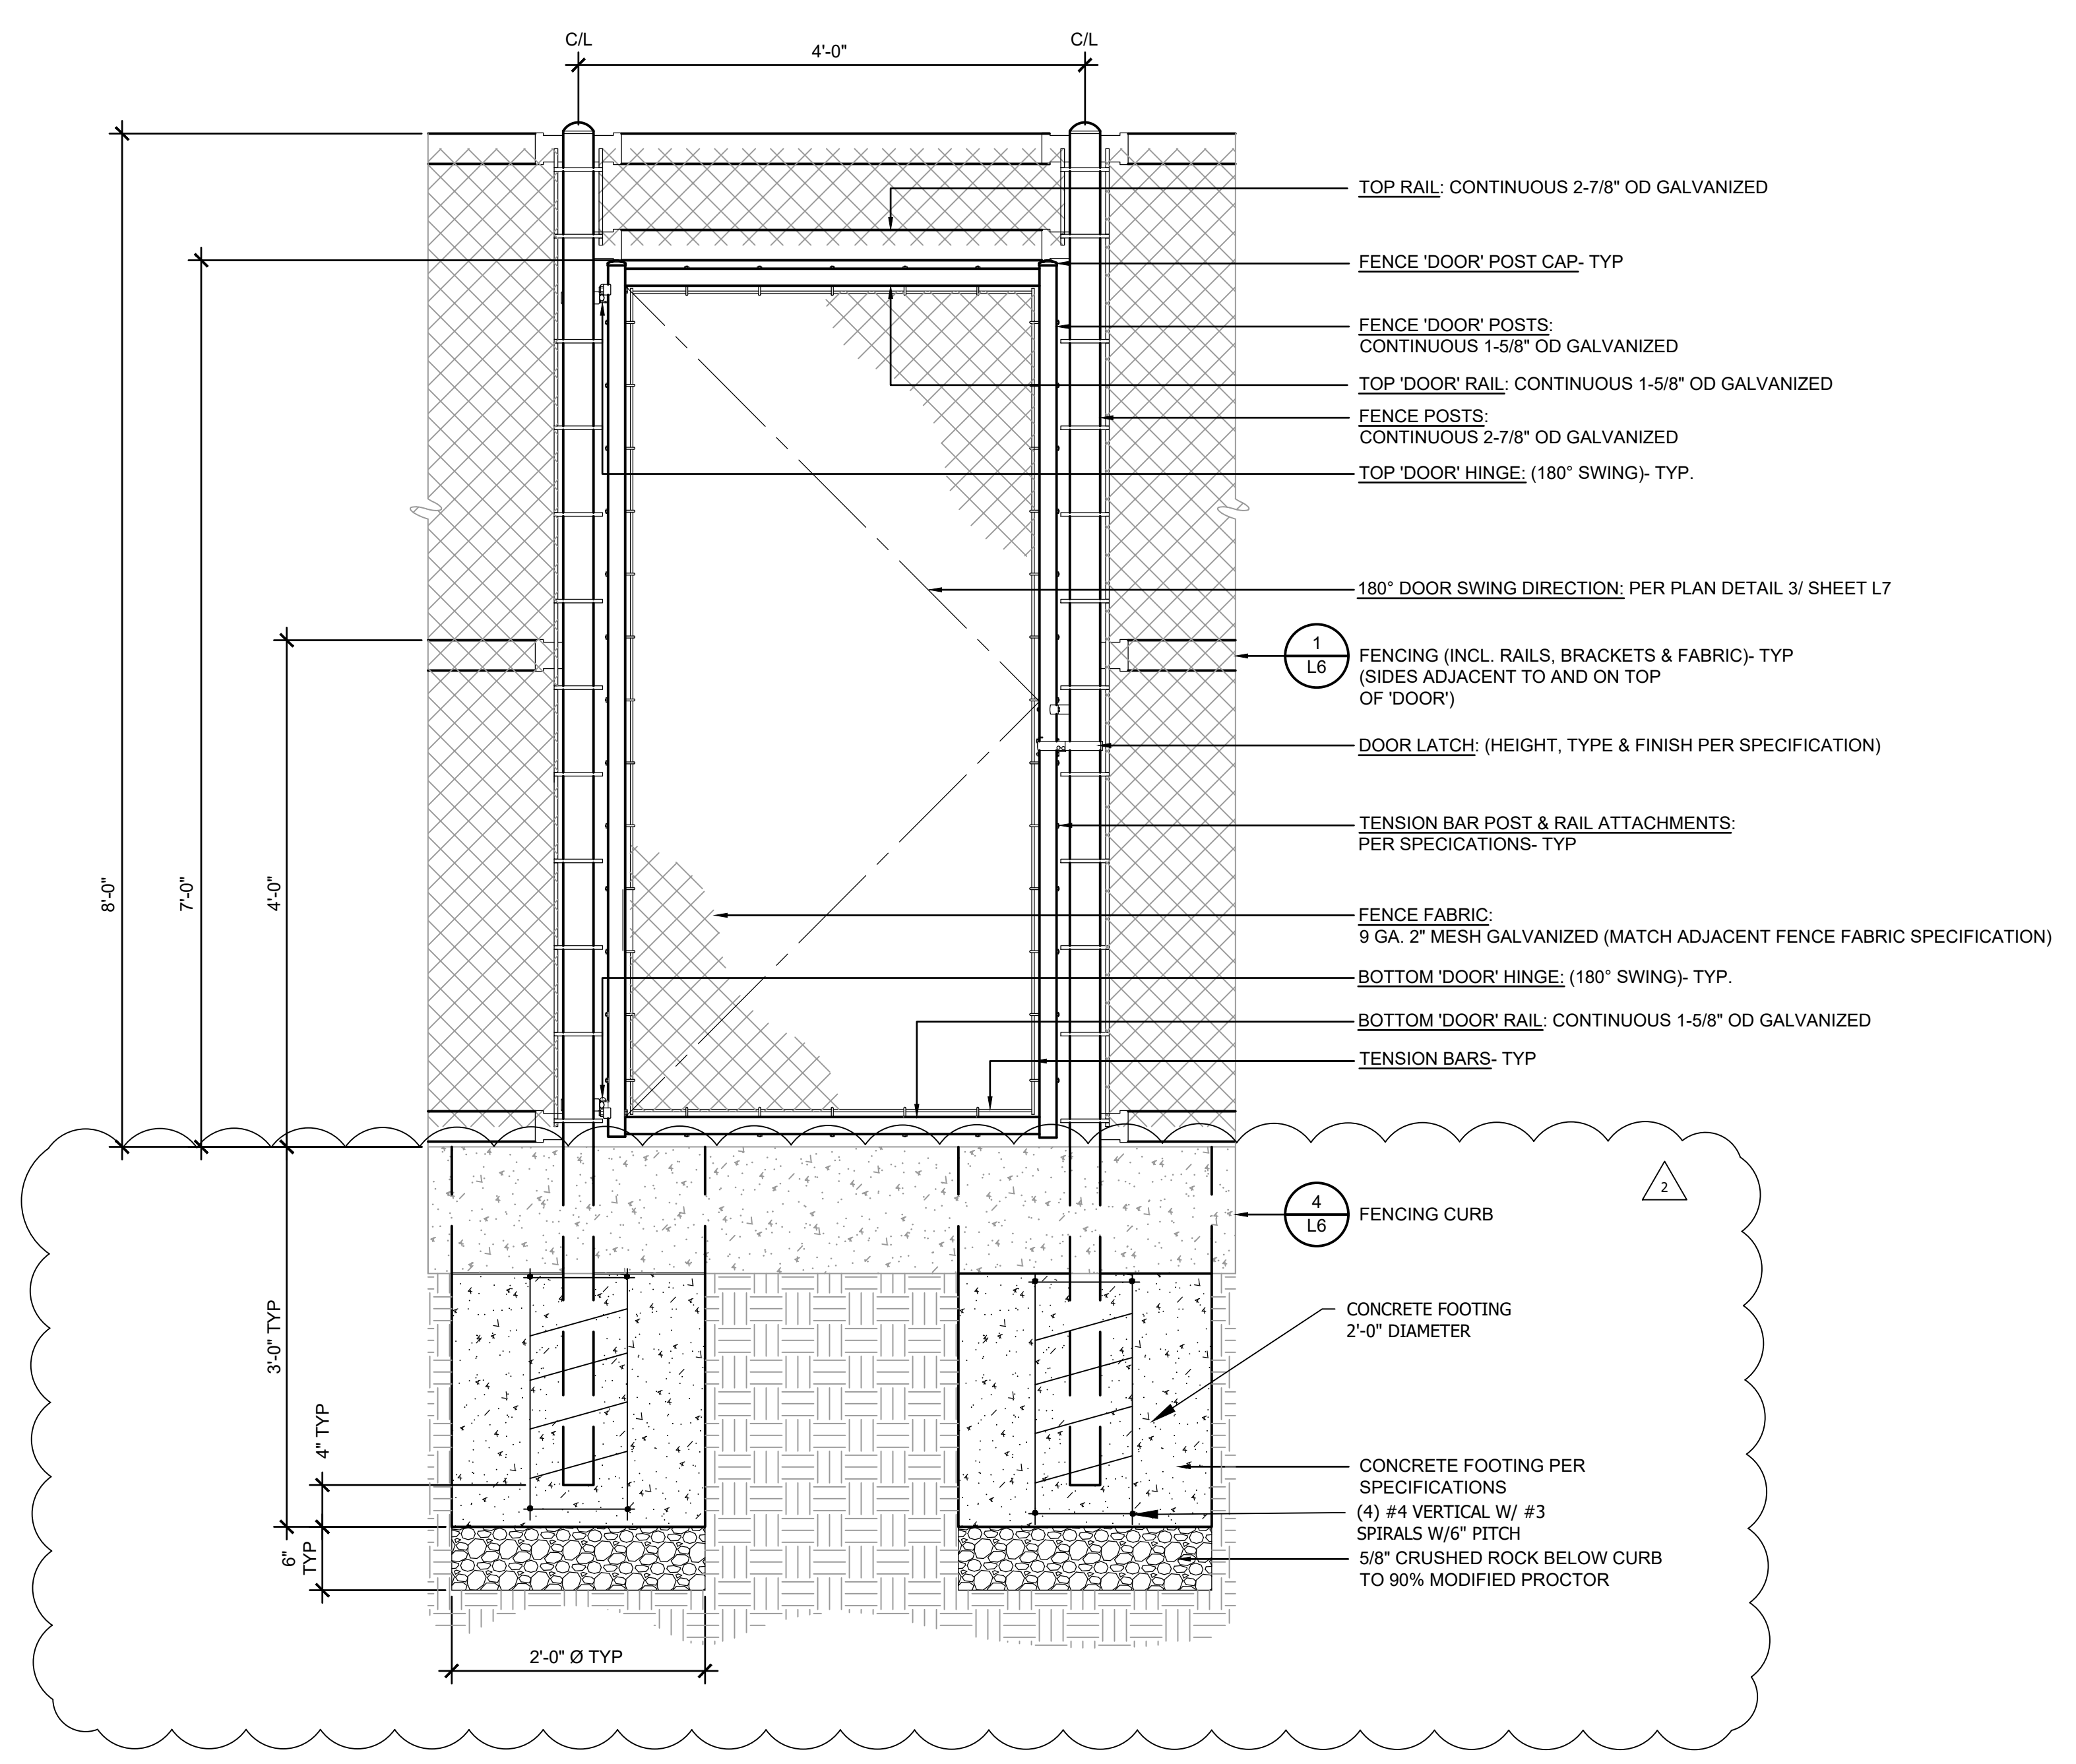 C/L
C/L
4'-0"
TOP RAIL: CONTINUOUS 2-7/8" OD GALVANIZED
FENCE 'DOOR' POST CAP- TYP
FENCE 'DOOR' POSTS:
CONTINUOUS 1-5/8" OD GALVANIZED
TOP 'DOOR' RAIL: CONTINUOUS 1-5/8" OD GALVANIZED
FENCE POSTS:
CONTINUOUS 2-7/8" OD GALVANIZED
TOP 'DOOR' HINGE: (180° SWING)- TYP.
180° DOOR SWING DIRECTION: PER PLAN DETAIL 3/ SHEET L7
1
L6
FENCING (INCL. RAILS, BRACKETS & FABRIC)- TYP
(SIDES ADJACENT TO AND ON TOP
OF 'DOOR')
DOOR LATCH: (HEIGHT, TYPE & FINISH PER SPECIFICATION)
TENSION BAR POST & RAIL ATTACHMENTS:
PER SPECICATIONS- TYP
8'-0"
7'-0"
4'-0"
FENCE FABRIC:
9 GA. 2" MESH GALVANIZED (MATCH ADJACENT FENCE FABRIC SPECIFICATION)
BOTTOM 'DOOR' HINGE: (180° SWING)- TYP.
BOTTOM 'DOOR' RAIL: CONTINUOUS 1-5/8" OD GALVANIZED
TENSION BARS- TYP
2
4
L6
FENCING CURB
3'-0" TYP
CONCRETE FOOTING
2'-0" DIAMETER
4" TYP
CONCRETE FOOTING PER
SPECIFICATIONS
(4) #4 VERTICAL W/ #3
SPIRALS W/6" PITCH
6"
TYP
5/8" CRUSHED ROCK BELOW CURB
TO 90% MODIFIED PROCTOR
2'-0" Ø TYP